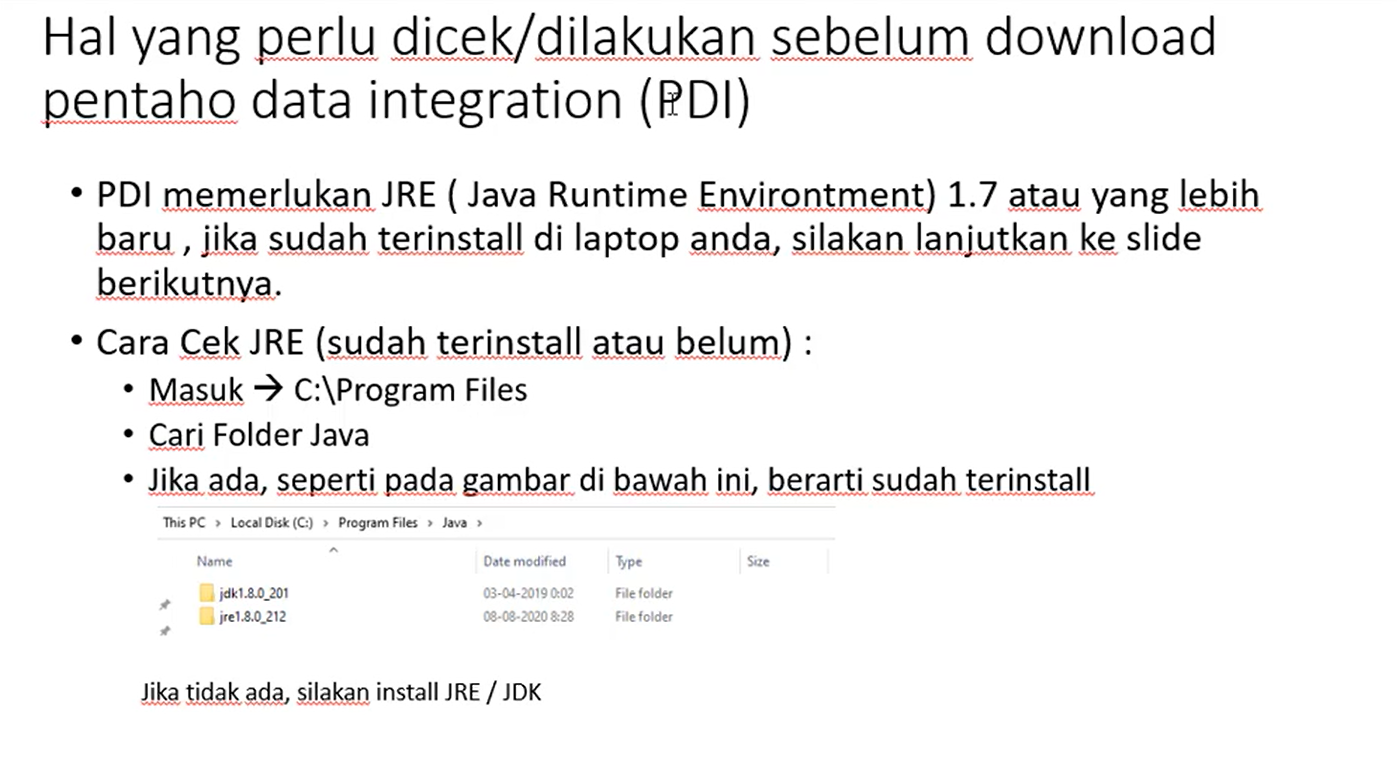 Hal yang perlu dicek/dilakukan sebelum download
pentaho data integration (PDI)
• PDI memerlukan JRE ( Java Runtime Environtment) 1.7 atau yang lebih
baru , jika sudah terinstall di laptop anda, silakan lanjutkan ke slide
berikutnya.
• Cara Cek JRE (sudah terinstall atau belum) :
• Masuk → C:\Program Files
• Cari Folder Java
• Jika ada, seperti pada gambar di bawah ini, berarti sudah terinstall
This PC › Local Disk (C:) › Program Files › Java ›
Name Date modified Type Size
jdk1.8.0_201 03-04-2019 0:02 File folder
jre1.8.0_212 08-08-2020 8:28 File folder
Jika tidak ada, silakan install JRE / JDK